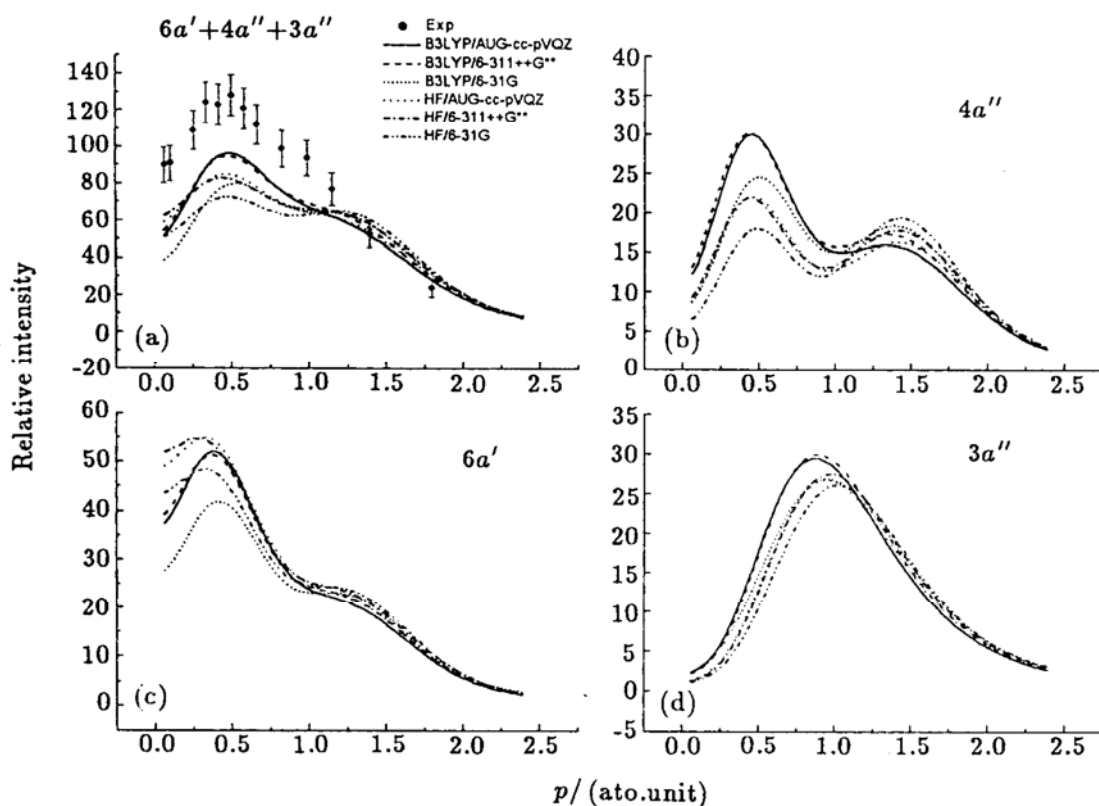 6a′+4a″+3a″
Exp
B3LYP/AUG-cc-pVQZ
B3LYP/6-311++G**
B3LYP/6-31G
HF/AUG-cc-pVQZ
HF/6-311++G**
HF/6-31G
140
120
100
80
60
40
20
0
-20
(a)
0.0 0.5 1.0 1.5 2.0 2.5
4a″
40
35
30
25
20
15
10
5
0
(b)
0.0 0.5 1.0 1.5 2.0 2.5
Relative intensity
6a′
60
50
40
30
20
10
0
(c)
0.0 0.5 1.0 1.5 2.0 2.5
3a″
35
30
25
20
15
10
5
0
-5
(d)
0.0 0.5 1.0 1.5 2.0 2.5
p/ (ato.unit)